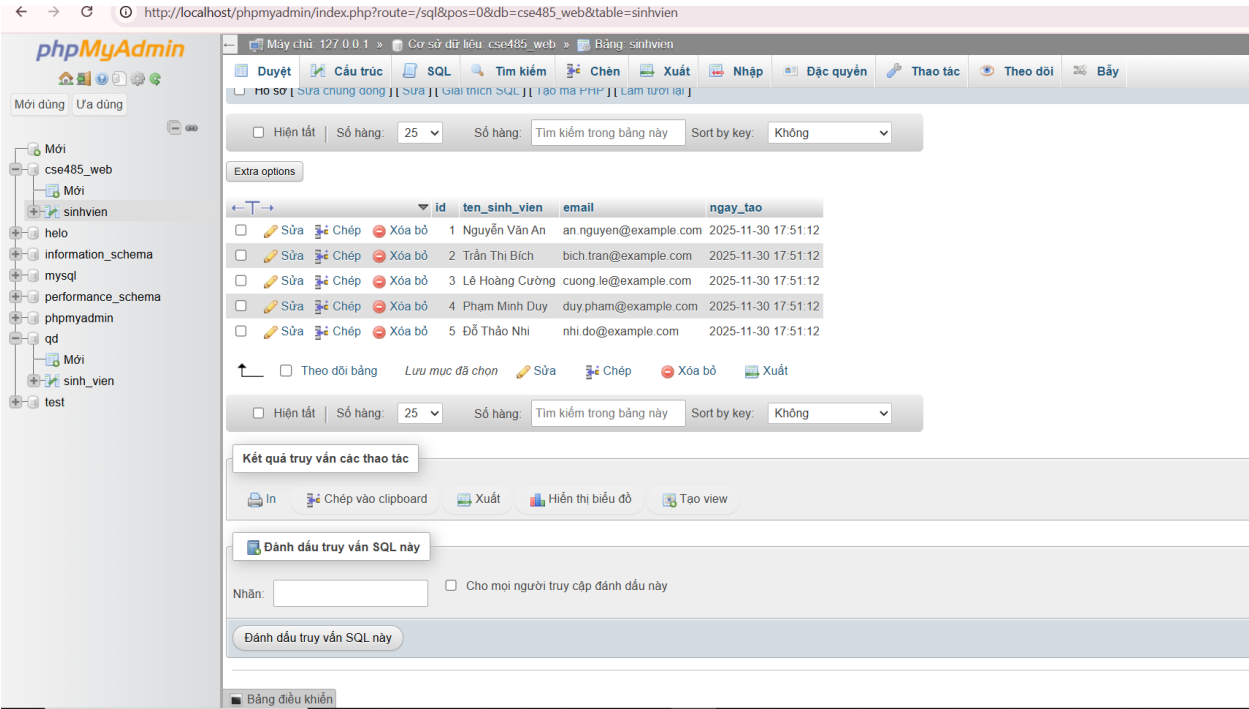 http://localhost/phpmyadmin/index.php?route=/sql&pos=0&db=cse485_web&table=sinhvien
phpMyAdmin
Mới dùng Ưa dùng
Mới
cse485_web
Mới
sinhvien
helo
information_schema
mysql
performance_schema
phpmyadmin
qd
Mới
sinh_vien
test
Máy chủ: 127.0.0.1 » Cơ sở dữ liệu: cse485_web » Bảng: sinhvien
Duyệt Cấu trúc SQL Tìm kiếm Chèn Xuất Nhập Đặc quyền Thao tác Theo dõi Bẫy
Hồ sơ [ Sửa chung dòng ] [ Sửa ] [ Giải thích SQL ] [ Tạo mã PHP ] [ Làm tươi lại ]
Hiện tất | Số hàng: 25 Số hàng: Tìm kiếm trong bảng này Sort by key: Không
Extra options
←T→ id ten_sinh_vien email ngay_tao
Sửa Chép Xóa bỏ 1 Nguyễn Văn An an.nguyen@example.com 2025-11-30 17:51:12
Sửa Chép Xóa bỏ 2 Trần Thị Bích bich.tran@example.com 2025-11-30 17:51:12
Sửa Chép Xóa bỏ 3 Lê Hoàng Cường cuong.le@example.com 2025-11-30 17:51:12
Sửa Chép Xóa bỏ 4 Phạm Minh Duy duy.pham@example.com 2025-11-30 17:51:12
Sửa Chép Xóa bỏ 5 Đỗ Thảo Nhi nhi.do@example.com 2025-11-30 17:51:12
Theo dõi bảng Lưu mục đã chọn Sửa Chép Xóa bỏ Xuất
Hiện tất | Số hàng: 25 Số hàng: Tìm kiếm trong bảng này Sort by key: Không
Kết quả truy vấn các thao tác
In Chép vào clipboard Xuất Hiển thị biểu đồ Tạo view
Đánh dấu truy vấn SQL này
Nhãn: Cho mọi người truy cập đánh dấu này
Đánh dấu truy vấn SQL này
Bảng điều khiển